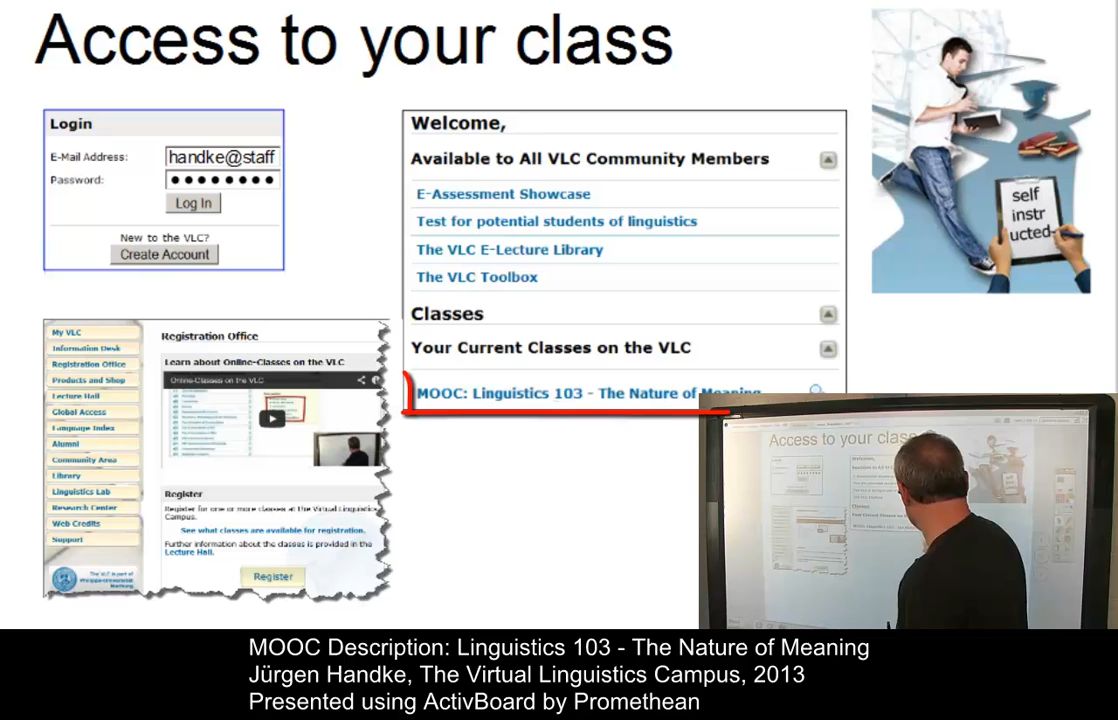 Access to your class
Login
E-Mail Address: handke@staff
Password:
Log In
New to the VLC?
Create Account
Welcome,
Available to All VLC Community Members
E-Assessment Showcase
Test for potential students of linguistics
The VLC E-Lecture Library
The VLC Toolbox
Classes
Your Current Classes on the VLC
MOOC: Linguistics 103 - The Nature of Meaning
self
instr
ucted-
My VLC
Information Desk
Registration Office
Products and Shop
Lecture Hall
Global Access
Language Index
Alumni
Community Area
Library
Linguistics Lab
Research Center
Web Credits
Support
The VLC is part of
Philipps-Universität
Marburg
Registration Office
Learn about Online-Classes on the VLC
Online-Classes on the VLC
Register
Register for one or more classes at the Virtual Linguistics
Campus.
See what classes are available for registration.
Further information about the classes is provided in the
Lecture Hall.
Register
Access to your class
MOOC Description: Linguistics 103 - The Nature of Meaning
Jürgen Handke, The Virtual Linguistics Campus, 2013
Presented using ActivBoard by Promethean